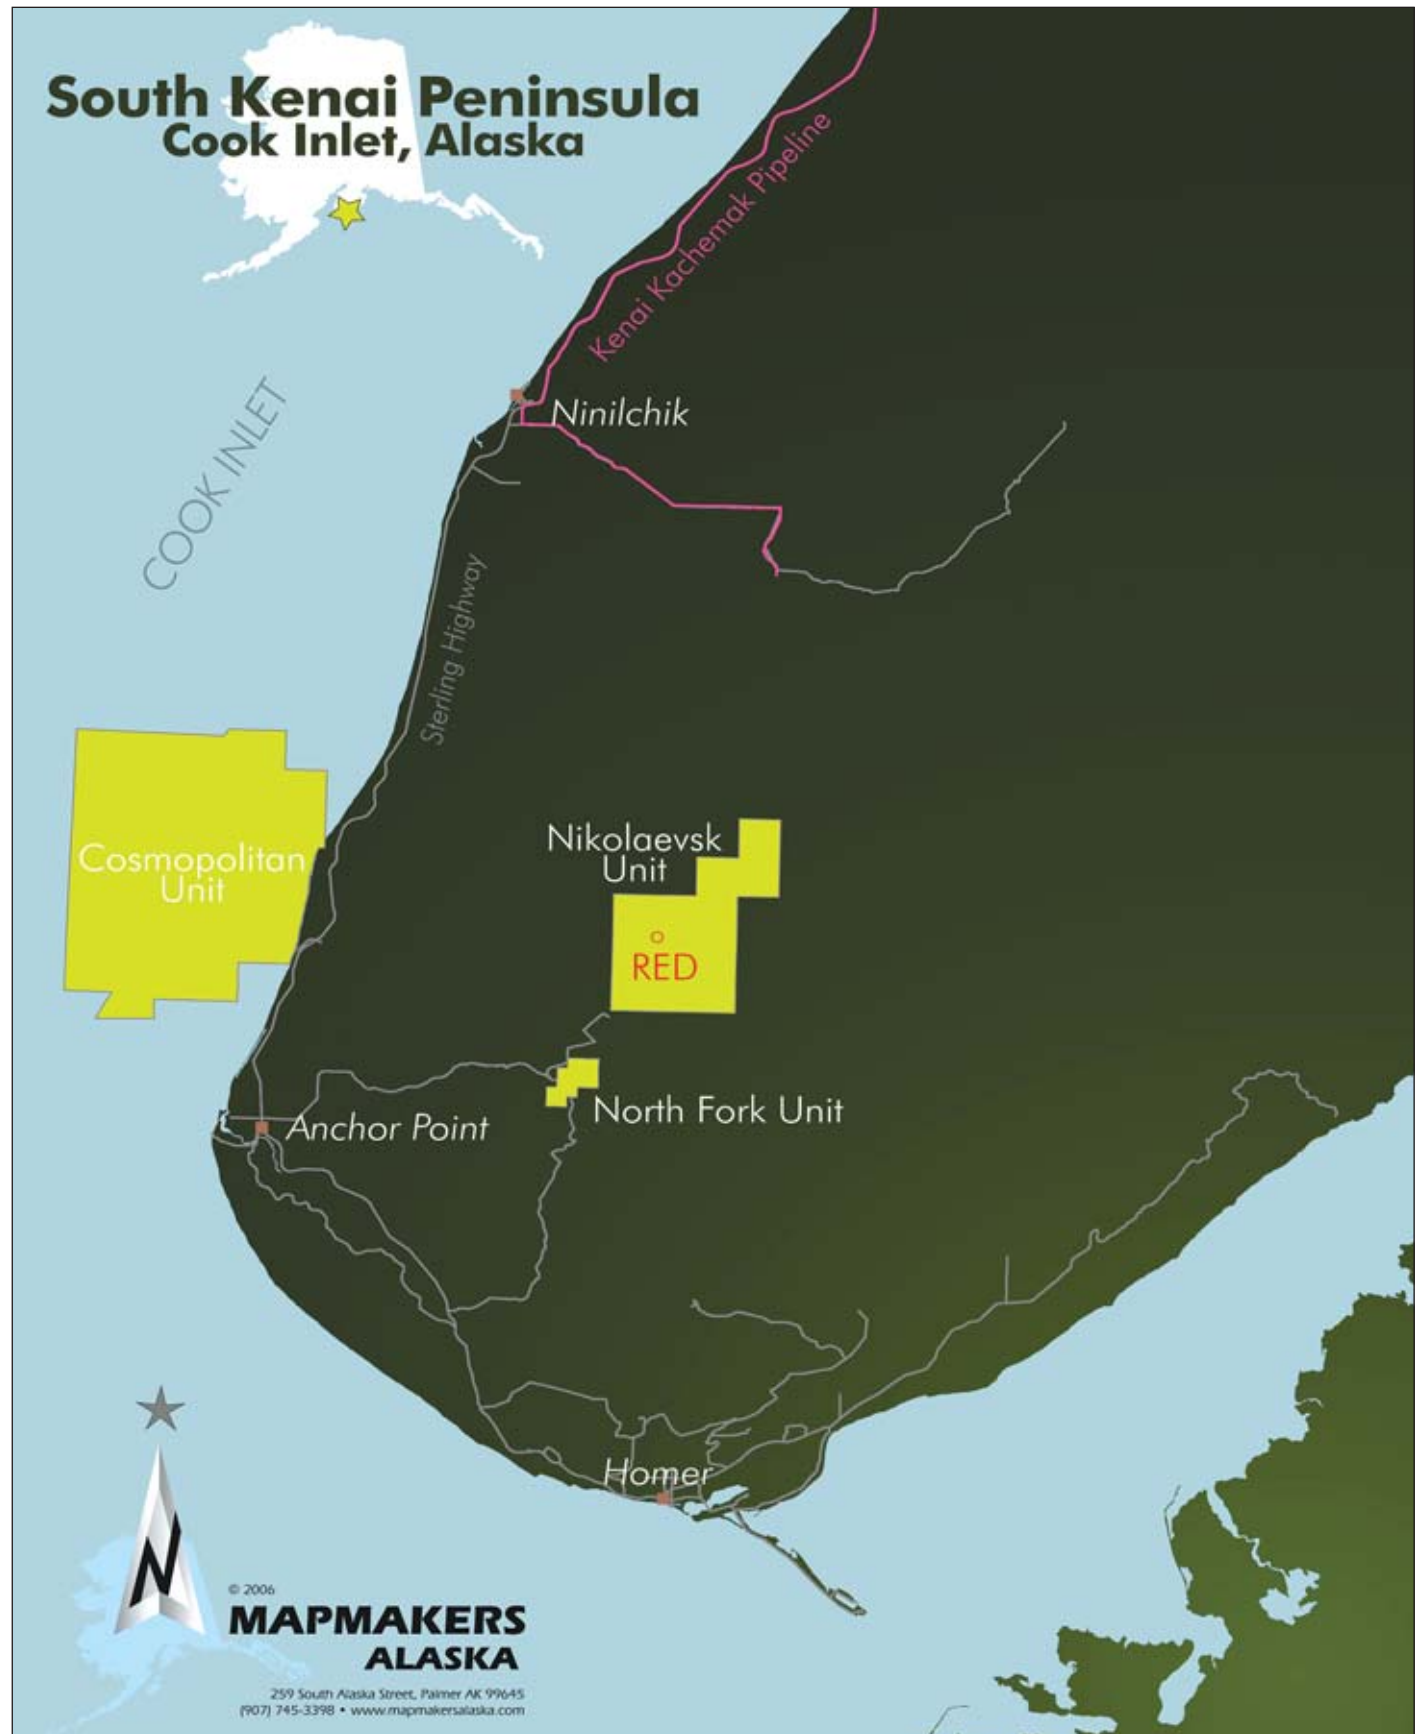 South Kenai Peninsula
Cook Inlet, Alaska
Kenai Kachemak Pipeline
Ninilchik
COOK INLET
Sterling Highway
Cosmopolitan
Unit
Nikolaevsk
Unit
RED
North Fork Unit
Anchor Point
Homer
N
© 2006
MAPMAKERS
ALASKA
259 South Alaska Street, Palmer AK 99645
(907) 745-3398 • www.mapmakersalaska.com